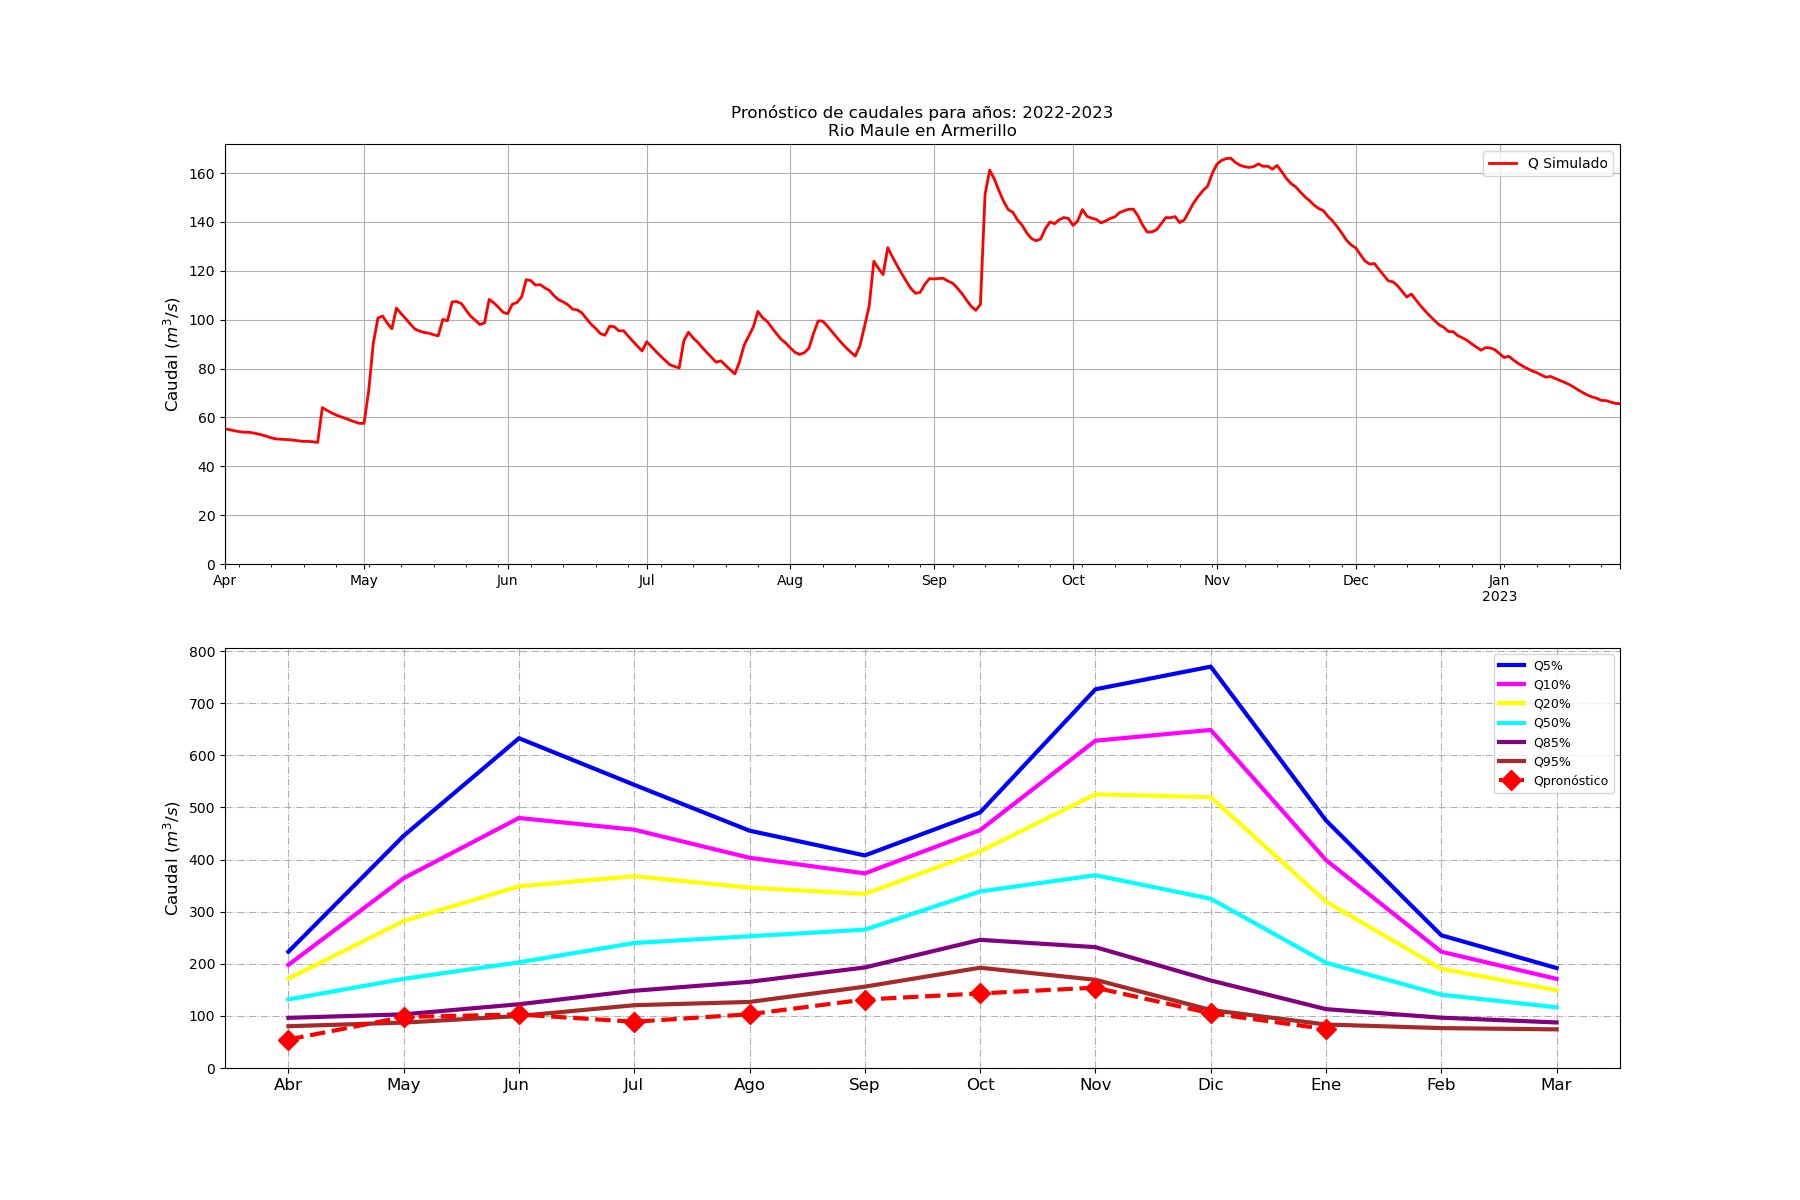 Pronóstico de caudales para años: 2022-2023
Rio Maule en Armerillo
Caudal (m³/s)
160
140
120
100
80
60
40
20
0
Q Simulado
Apr May Jun Jul Aug Sep Oct Nov Dec Jan
2023
Caudal (m³/s)
800
700
600
500
400
300
200
100
0
Q5%
Q10%
Q20%
Q50%
Q85%
Q95%
Qpronóstico
Abr May Jun Jul Ago Sep Oct Nov Dic Ene Feb Mar